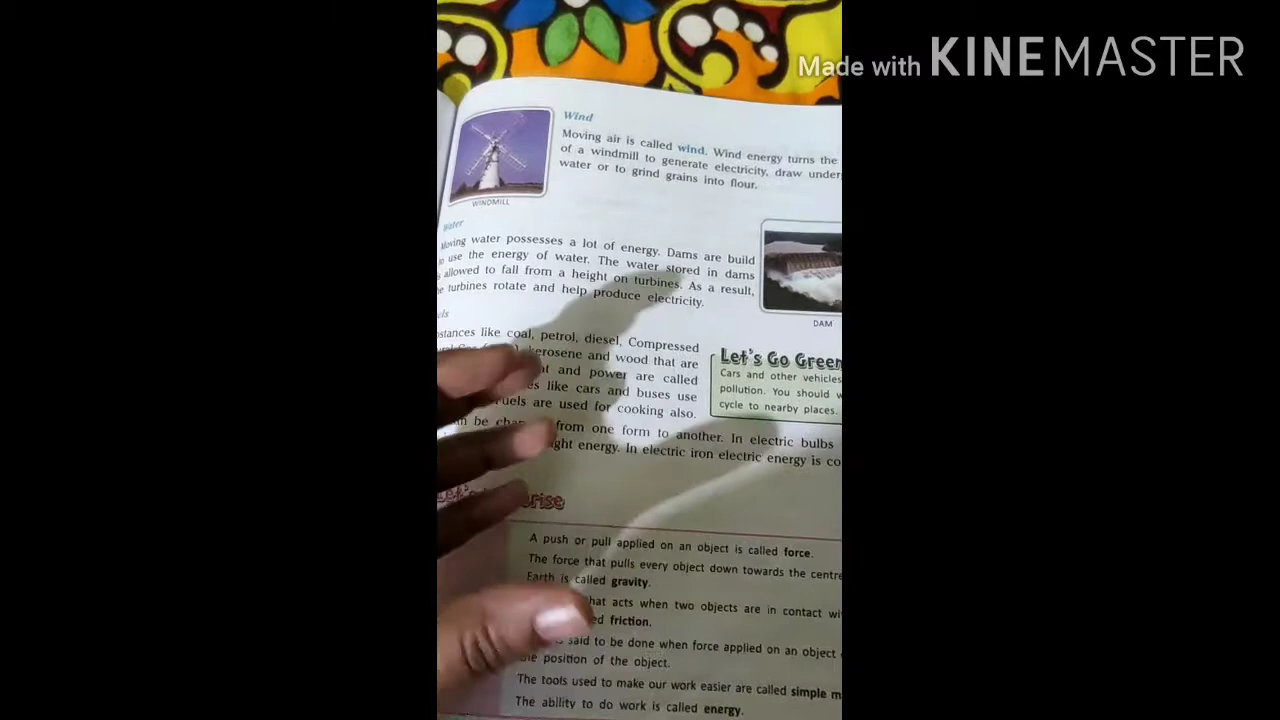 Made with KINEMASTER
Wind
Moving air is called wind. Wind energy turns the
of a windmill to generate electricity, draw under
water or to grind grains into flour.
WINDMILL
Water
Moving water possesses a lot of energy. Dams are build
to use the energy of water. The water stored in dams
allowed to fall from a height on turbines. As a result,
turbines rotate and help produce electricity.
DAM
like coal, petrol, diesel, Compressed
kerosene and wood that are
and power are called
like cars and buses use
Fuels are used for cooking also.
Let's Go Green
Cars and other vehicles
pollution. You should
cycle to nearby places.
be from one form to another. In electric bulbs
energy. In electric iron electric energy is
A push or pull applied on an object is called force.
The force that pulls every object down towards the centre
Earth is called gravity.
that acts when two objects are in contact
friction.
said to be done when force applied on an object
the position of the object.
The tools used to make our work easier are called simple
The ability to do work is called energy.